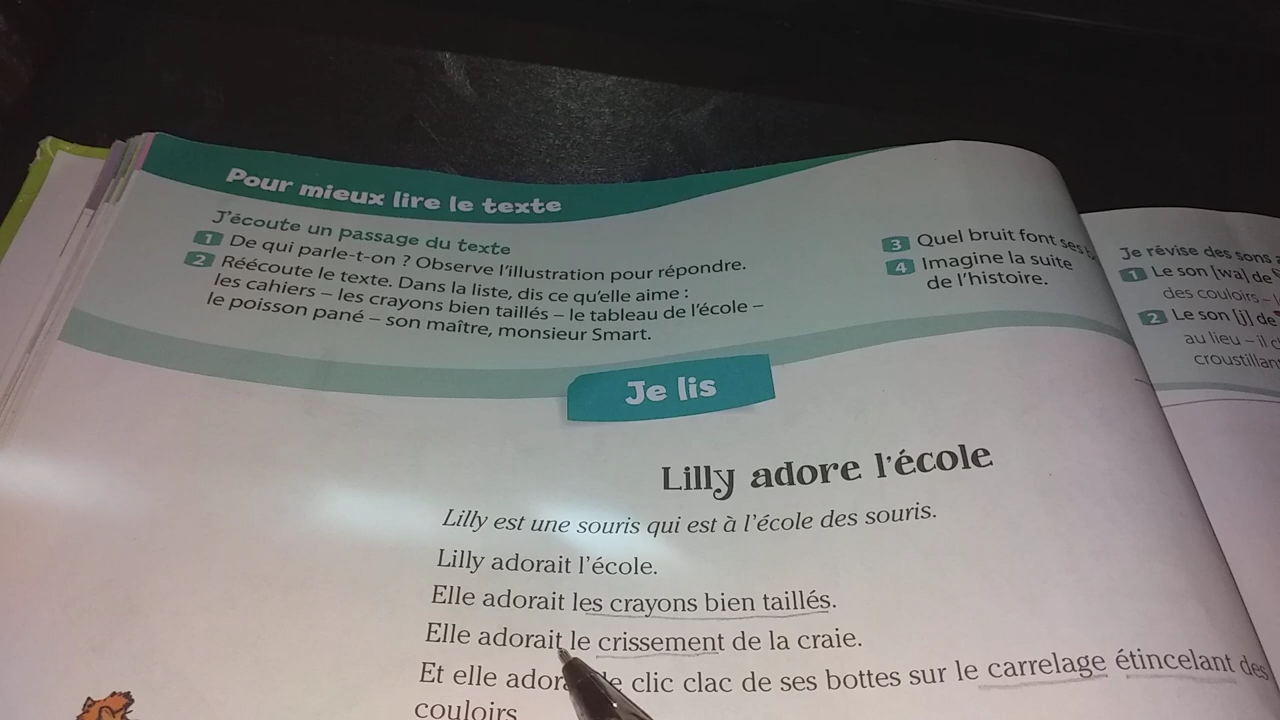 Pour mieux lire le texte
J'écoute un passage du texte
1 De qui parle-t-on ? Observe l'illustration pour répondre.
2 Réécoute le texte. Dans la liste, dis ce qu'elle aime :
les cahiers – les crayons bien taillés – le tableau de l'école –
le poisson pané – son maître, monsieur Smart.
3 Quel bruit font ses
4 Imagine la suite
de l'histoire.
Je lis
Lilly adore l'école
Lilly est une souris qui est à l'école des souris.
Lilly adorait l'école.
Elle adorait les crayons bien taillés.
Elle adorait le crissement de la craie.
Et elle clic clac de ses bottes sur le carrelage étincelant des
couloirs
Je révise des sons
1 Le son [wa] de
des couloirs –
2 Le son [j] de
au lieu – il
croustillan